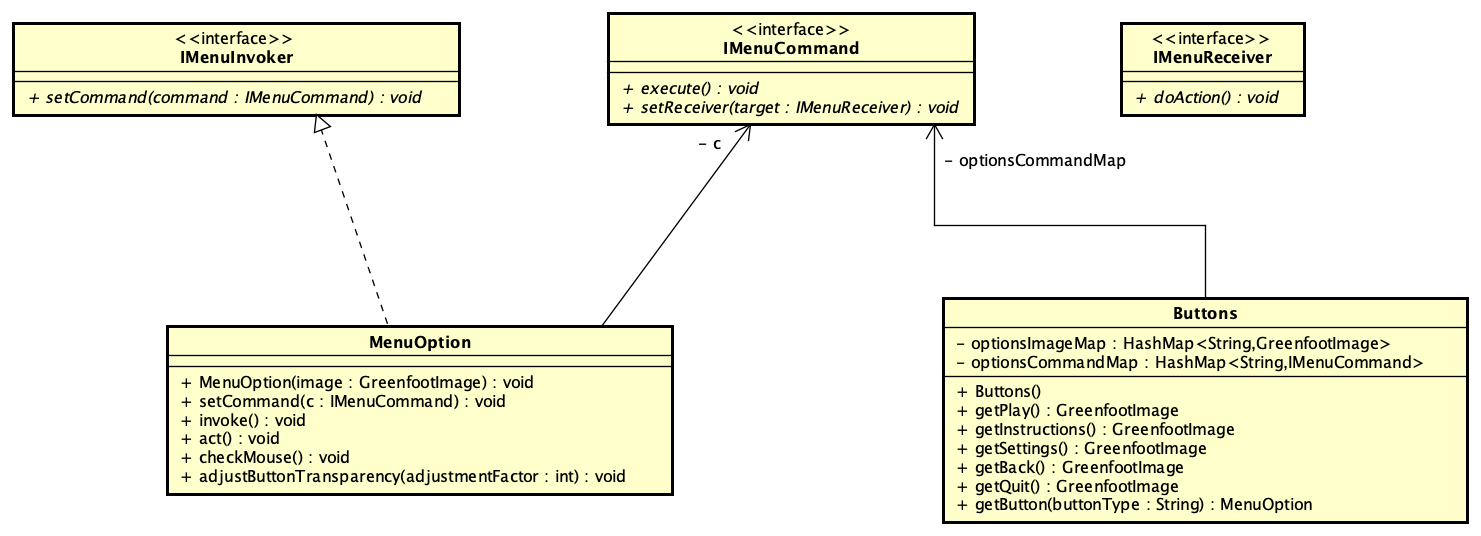 <<interface>>
IMenuInvoker
+ setCommand(command : IMenuCommand) : void
<<interface>>
IMenuCommand
+ execute() : void
+ setReceiver(target : IMenuReceiver) : void
<<interface>>
IMenuReceiver
+ doAction() : void
- c
- optionsCommandMap
MenuOption
+ MenuOption(image : GreenfootImage) : void
+ setCommand(c : IMenuCommand) : void
+ invoke() : void
+ act() : void
+ checkMouse() : void
+ adjustButtonTransparency(adjustmentFactor : int) : void
Buttons
- optionsImageMap : HashMap<String,GreenfootImage>
- optionsCommandMap : HashMap<String,IMenuCommand>
+ Buttons()
+ getPlay() : GreenfootImage
+ getInstructions() : GreenfootImage
+ getSettings() : GreenfootImage
+ getBack() : GreenfootImage
+ getQuit() : GreenfootImage
+ getButton(buttonType : String) : MenuOption